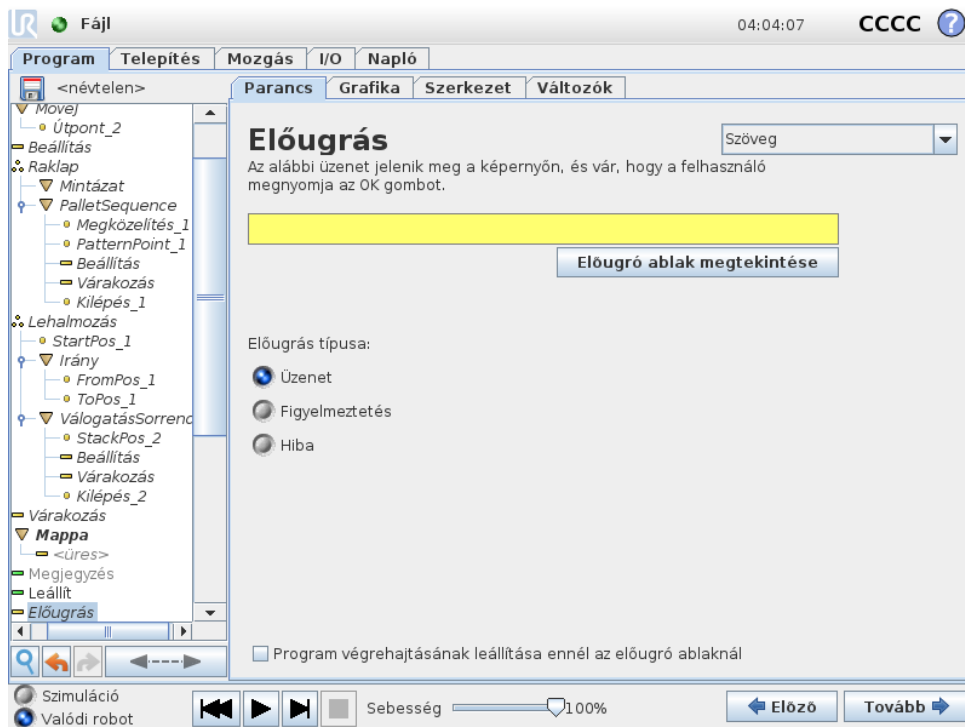 UR Fájl 04:04:07 CCCC ?
Program Telepítés Mozgás I/O Napló
<névtelen>
Parancs Grafika Szerkezet Változók
MoveJ
Útpont_2
Beállítás
Raklap
Mintázat
PalletSequence
Megközelítés_1
PatternPoint_1
Beállítás
Várakozás
Kilépés_1
Lehalmozás
StartPos_1
Irány
FromPos_1
ToPos_1
VálogatásSorrend
StackPos_2
Beállítás
Várakozás
Kilépés_2
Várakozás
Mappa
<üres>
Megjegyzés
Leállít
Előugrás
Előugrás
Szöveg
Az alábbi üzenet jelenik meg a képernyőn, és vár, hogy a felhasználó
megnyomja az OK gombot.
Előugró ablak megtekintése
Előugrás típusa:
Üzenet
Figyelmeztetés
Hiba
Program végrehajtásának leállítása ennél az előugró ablaknál
Szimuláció
Valódi robot
Sebesség 100%
Előző Tovább